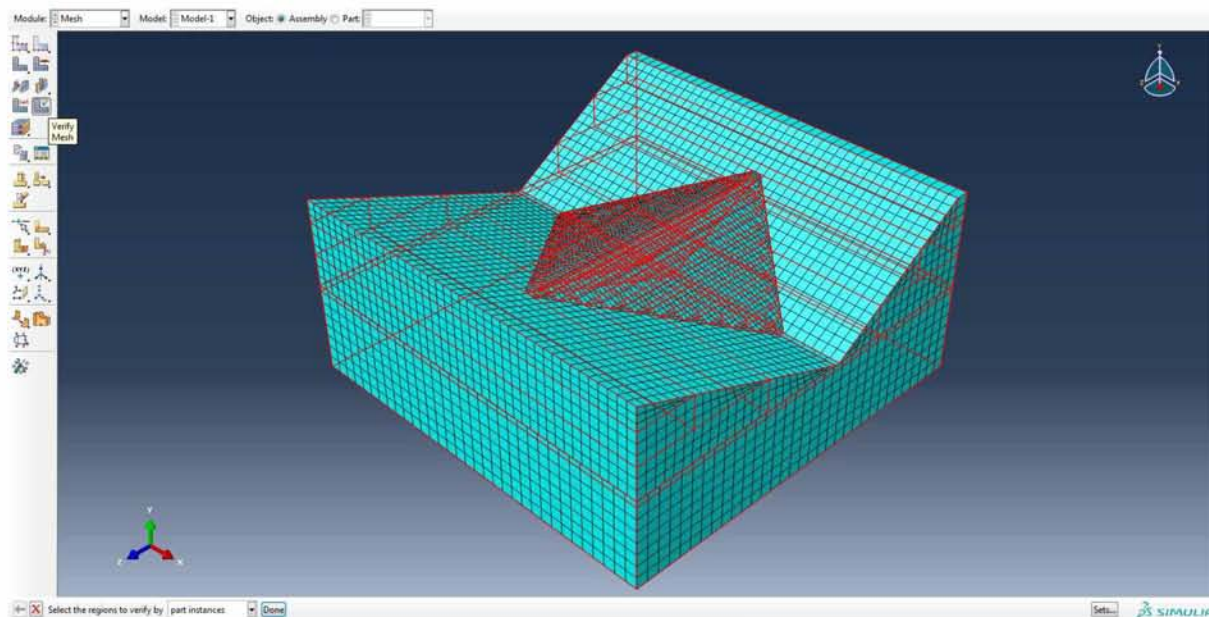 Module: Mesh Model: Model-1 Object: Assembly Part:
Verify
Mesh
Y
Z X
Select the regions to verify by part instances Done Sets... SIMULIA